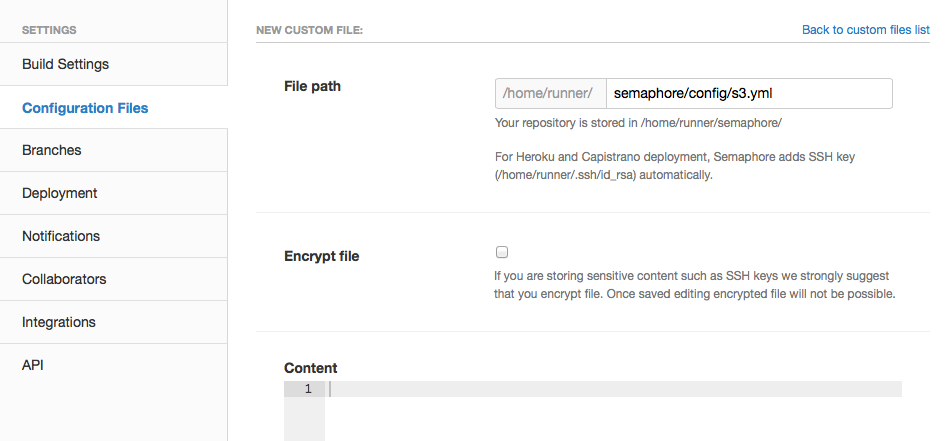 SETTINGS
Build Settings
Configuration Files
Branches
Deployment
Notifications
Collaborators
Integrations
API
NEW CUSTOM FILE:
Back to custom files list
File path
/home/runner/ semaphore/config/s3.yml
Your repository is stored in /home/runner/semaphore/
For Heroku and Capistrano deployment, Semaphore adds SSH key
(/home/runner/.ssh/id_rsa) automatically.
Encrypt file
If you are storing sensitive content such as SSH keys we strongly suggest
that you encrypt file. Once saved editing encrypted file will not be possible.
Content
1